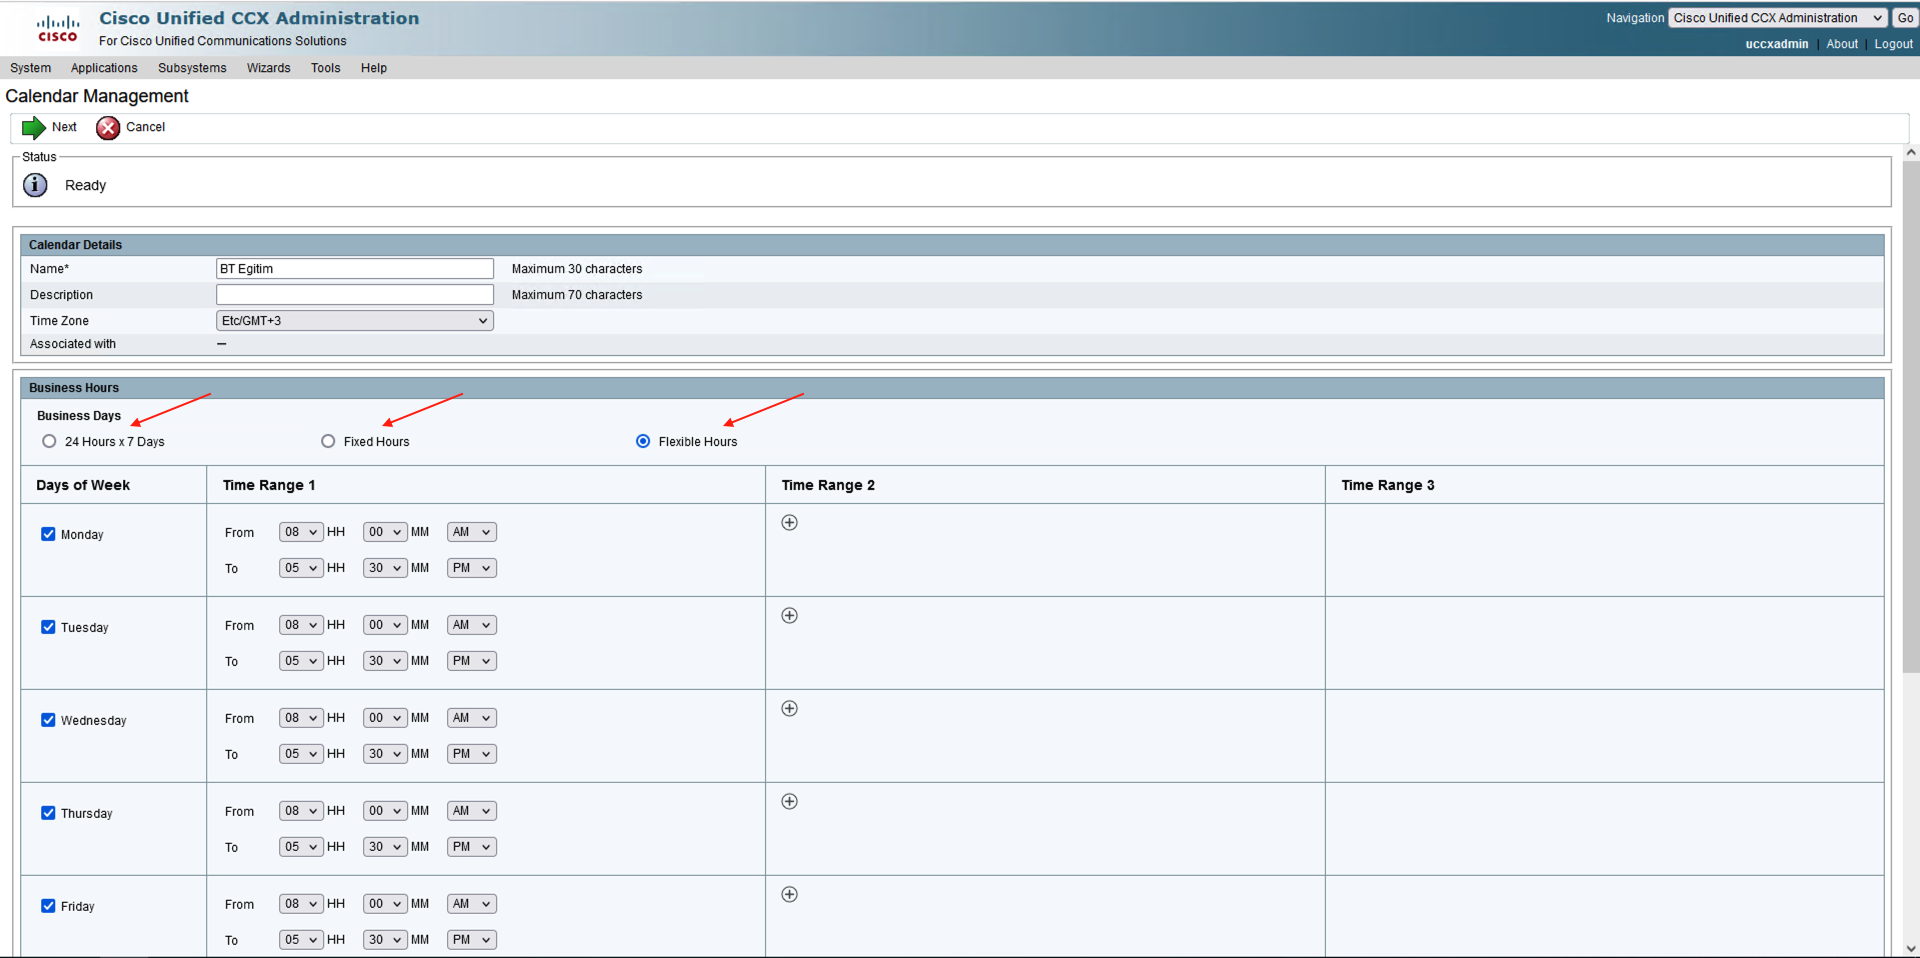 Cisco Unified CCX Administration
For Cisco Unified Communications Solutions
CISCO
Navigation Cisco Unified CCX Administration Go
uccxadmin | About | Logout
System Applications Subsystems Wizards Tools Help
Calendar Management
Next Cancel
Status
Ready
Calendar Details
Name* BT Egitim Maximum 30 characters
Description Maximum 70 characters
Time Zone Etc/GMT+3
Associated with –
Business Hours
Business Days
24 Hours x 7 Days Fixed Hours Flexible Hours
Days of Week Time Range 1 Time Range 2 Time Range 3
Monday
From 08 HH 00 MM AM
To 05 HH 30 MM PM
Tuesday
From 08 HH 00 MM AM
To 05 HH 30 MM PM
Wednesday
From 08 HH 00 MM AM
To 05 HH 30 MM PM
Thursday
From 08 HH 00 MM AM
To 05 HH 30 MM PM
Friday
From 08 HH 00 MM AM
To 05 HH 30 MM PM